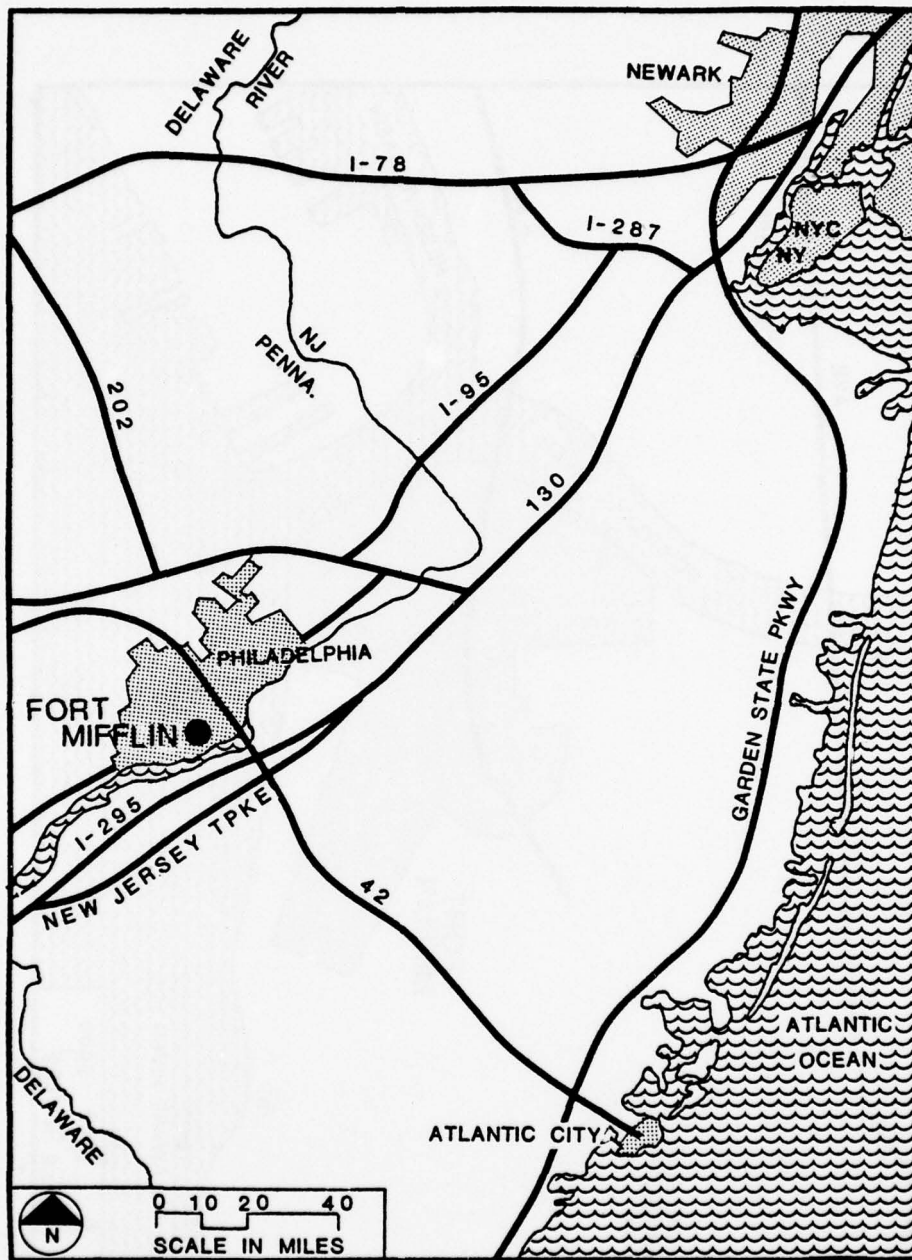 DELAWARE
RIVER
NEWARK
I-78
I-287
NYC
NY
NJ
PENNA.
I-95
202
130
PHILADELPHIA
FORT
MIFFLIN
GARDEN STATE PKWY
I-295
NEW JERSEY TPKE
42
ATLANTIC
OCEAN
DELAWARE
ATLANTIC CITY
N
0 10 20 40
SCALE IN MILES